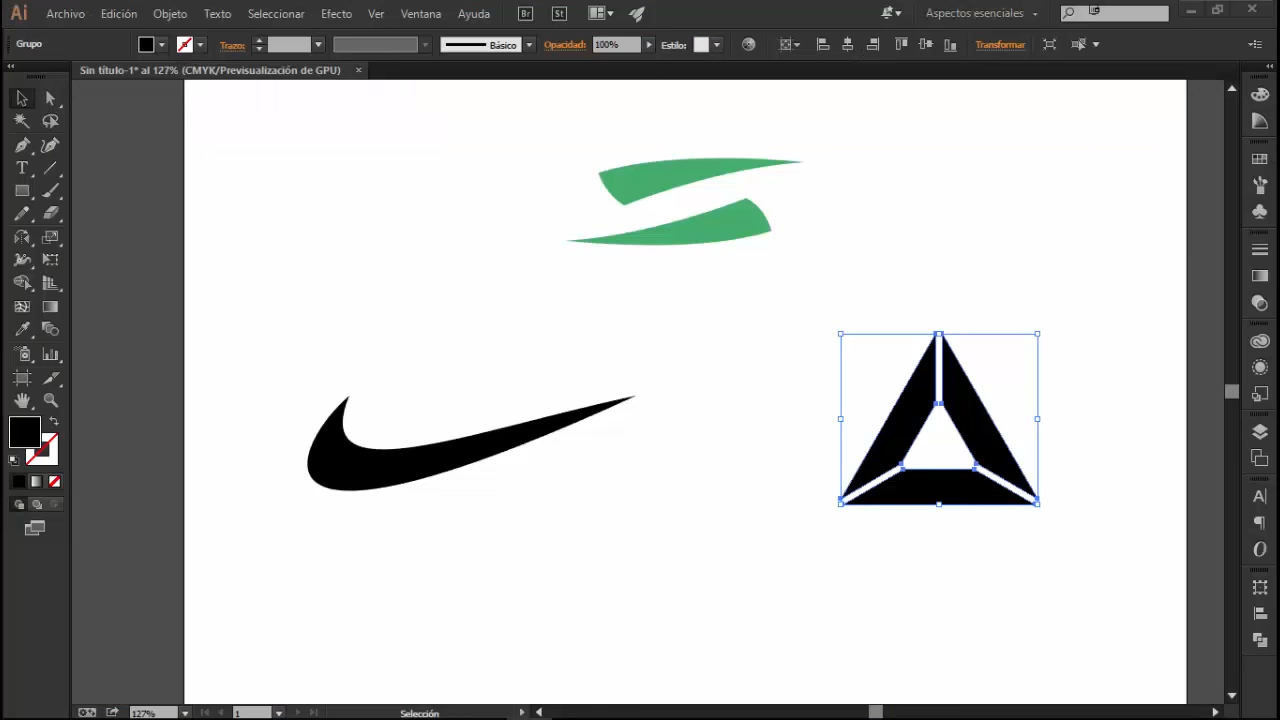 Ai Archivo Edición Objeto Texto Seleccionar Efecto Ver Ventana Ayuda Br St Aspectos esenciales
Grupo Trazo: Básico Opacidad: 100% Estilo: Transformar
Sin título-1* al 127% (CMYK/Previsualización de GPU) ×
127% 1 Selección